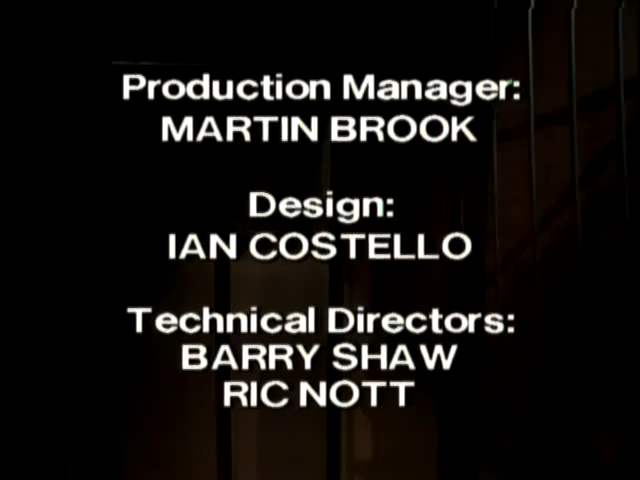 Production Manager:
MARTIN BROOK
Design:
IAN COSTELLO
Technical Directors:
BARRY SHAW
RIC NOTT